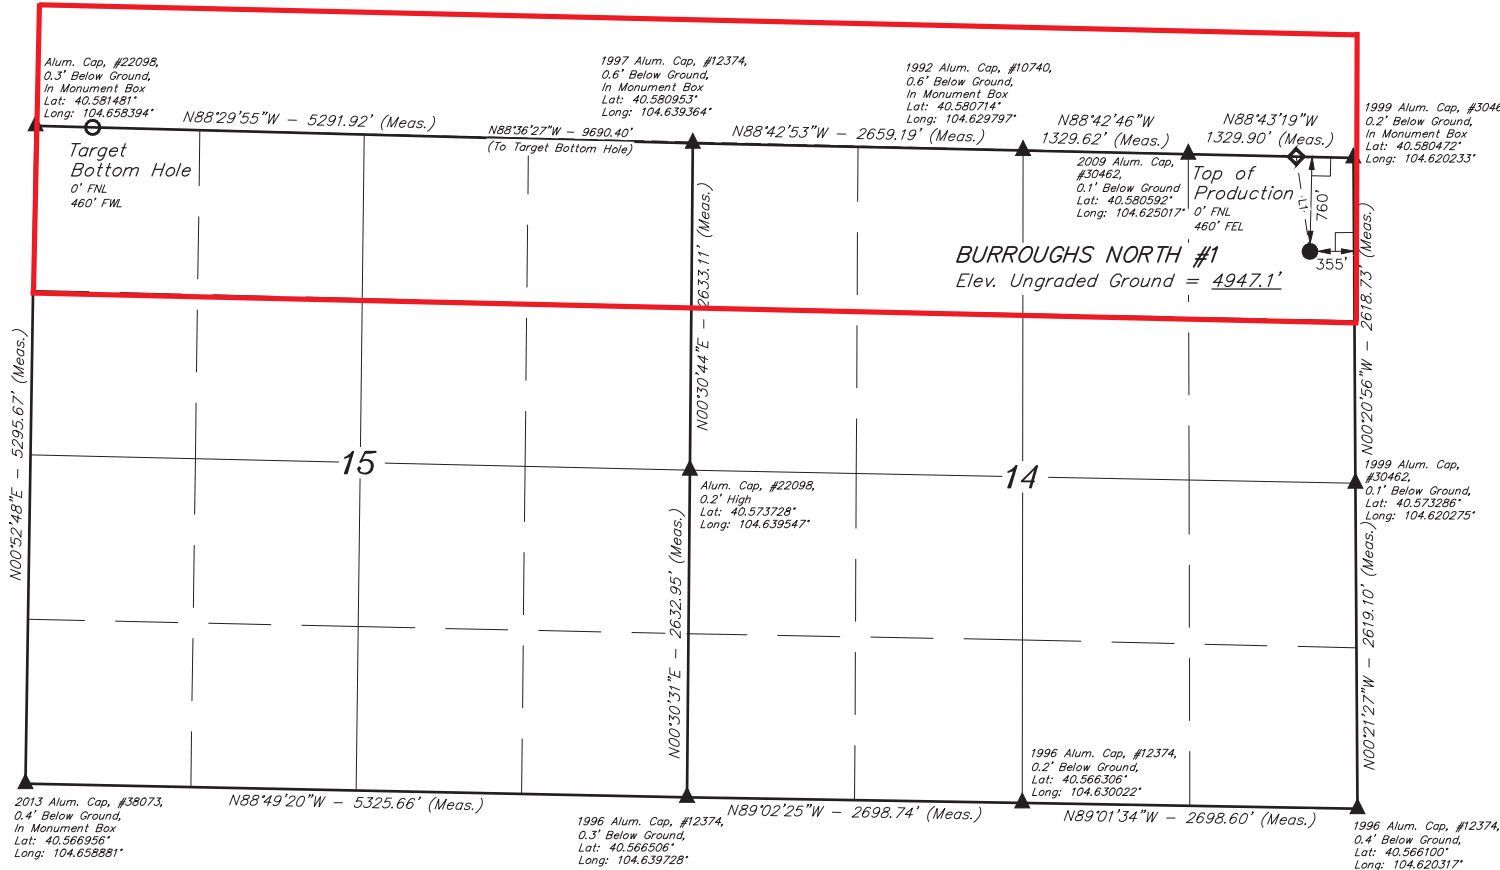 Alum. Cap, #22098,
0.3' Below Ground,
In Monument Box
Lat: 40.581481°
Long: 104.658394°
1997 Alum. Cap, #12374,
0.6' Below Ground,
In Monument Box
Lat: 40.580953°
Long: 104.639364°
1992 Alum. Cap, #10740,
0.6' Below Ground,
In Monument Box
Lat: 40.580714°
Long: 104.629797°
1999 Alum. Cap, #3046
0.2' Below Ground,
In Monument Box
Lat: 40.580472°
Long: 104.620233°
N88°29'55"W – 5291.92' (Meas.)
N88°36'27"W – 9690.40'
(To Target Bottom Hole)
N88°42'53"W – 2659.19' (Meas.)
N88°42'46"W
1329.62' (Meas.)
N88°43'19"W
1329.90' (Meas.)
Target
Bottom Hole
0' FNL
460' FWL
2009 Alum. Cap,
#30462,
0.1' Below Ground
Lat: 40.580592°
Long: 104.625017°
Top of
Production
0' FNL
460' FEL
L1
760'
355'
BURROUGHS NORTH #1
Elev. Ungraded Ground = 4947.1'
N00°52'48"E – 5295.67' (Meas.)
N00°30'44"E – 2633.11' (Meas.)
N00°20'56"W – 2618.73' (Meas.)
15
14
Alum. Cap, #22098,
0.2' High
Lat: 40.573728°
Long: 104.639547°
1999 Alum. Cap,
#30462,
0.1' Below Ground,
Lat: 40.573286°
Long: 104.620275°
N00°30'31"E – 2632.95' (Meas.)
N00°21'27"W – 2619.10' (Meas.)
1996 Alum. Cap, #12374,
0.2' Below Ground,
Lat: 40.566306°
Long: 104.630022°
N88°49'20"W – 5325.66' (Meas.)
N89°02'25"W – 2698.74' (Meas.)
N89°01'34"W – 2698.60' (Meas.)
2013 Alum. Cap, #38073,
0.4' Below Ground,
In Monument Box
Lat: 40.566956°
Long: 104.658881°
1996 Alum. Cap, #12374,
0.3' Below Ground,
Lat: 40.566506°
Long: 104.639728°
1996 Alum. Cap, #12374,
0.4' Below Ground,
Lat: 40.566100°
Long: 104.620317°